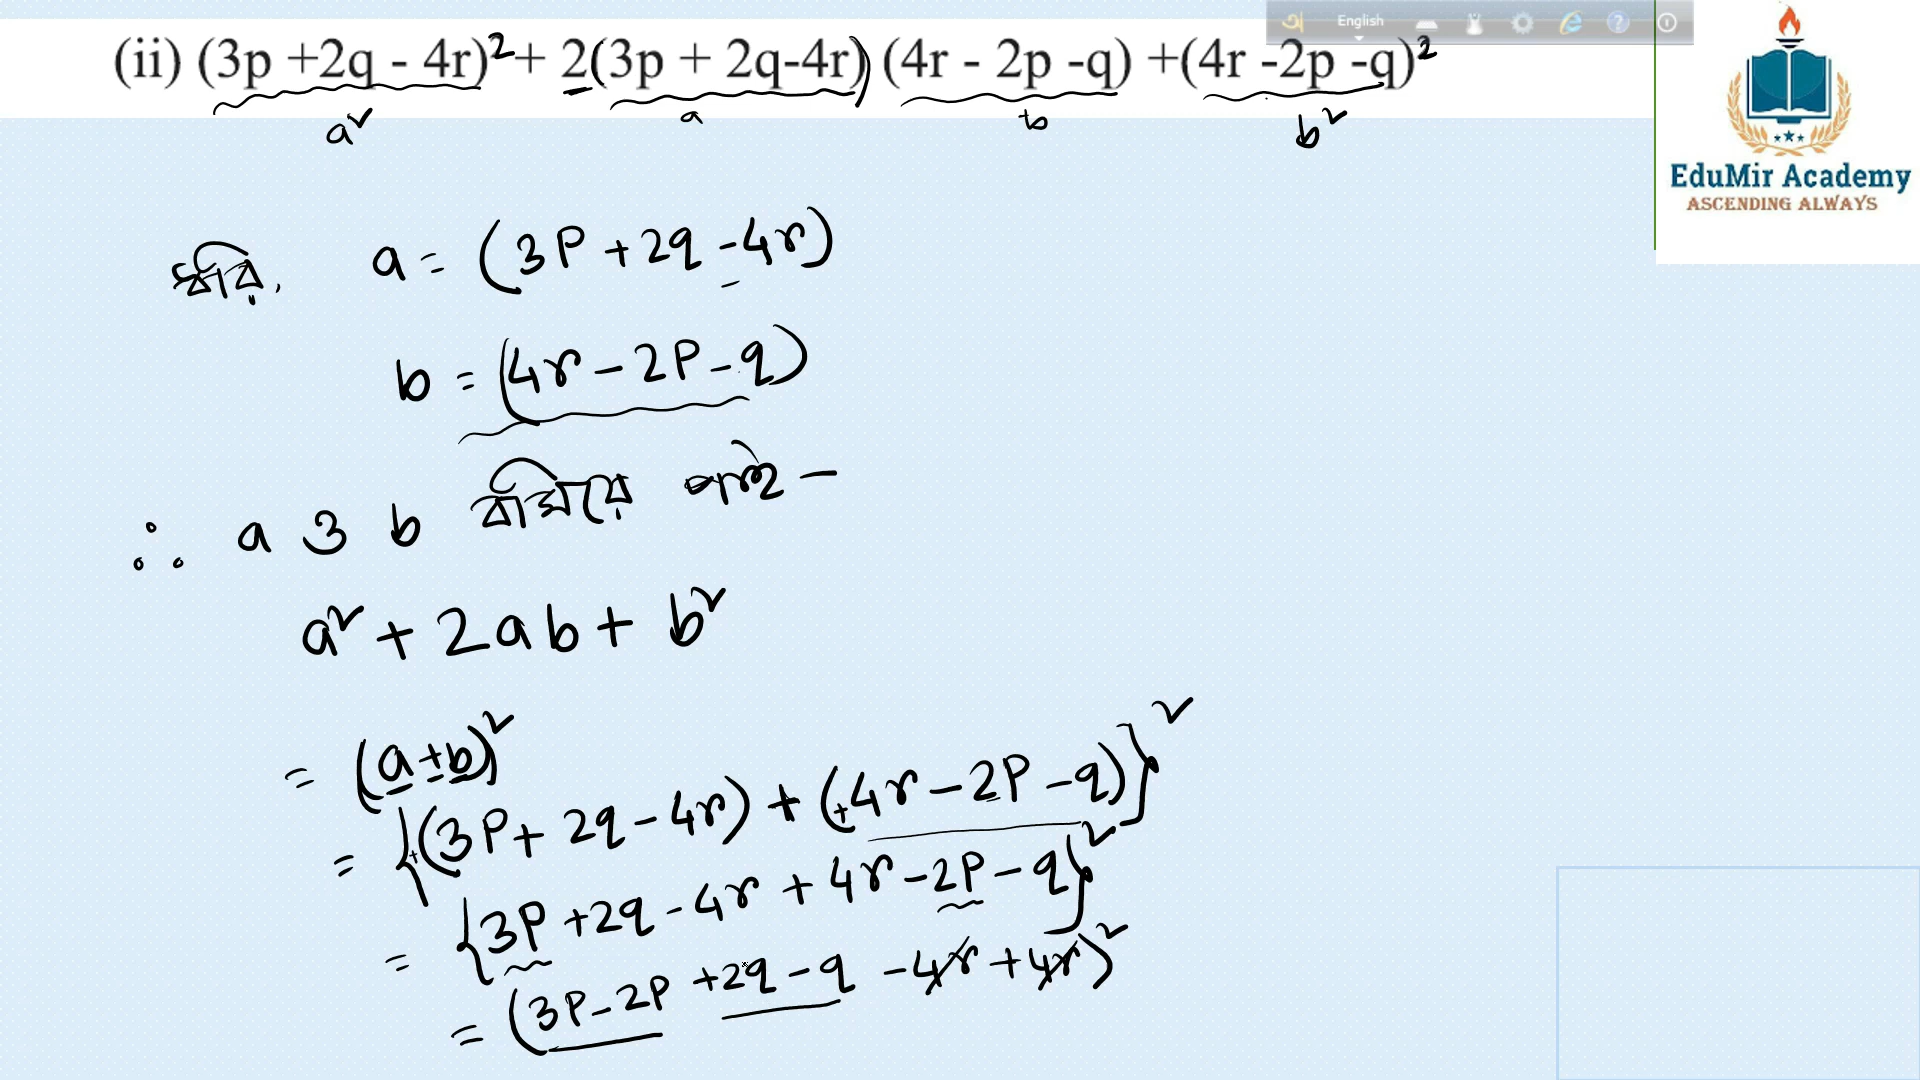 English
(ii) (3p +2q - 4r)² + 2(3p + 2q-4r) (4r - 2p -q) +(4r -2p -q)²
a² a b b²
EduMir Academy
ASCENDING ALWAYS
ধরি, a = (3p + 2q - 4r)
b = (4r - 2p - q)
∴ a ও b বসিয়ে পাই -
a² + 2ab + b²
= (a+b)²
= {(3p + 2q - 4r) + (+4r - 2p - q)}²
= {3p + 2q - 4r + 4r - 2p - q}²
= (3p - 2p + 2q - q - 4r + 4r)²